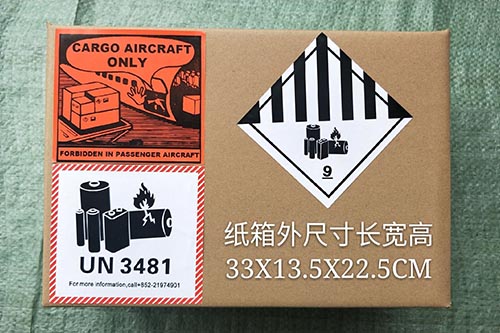 CARGO AIRCRAFT
ONLY
FORBIDDEN IN PASSENGER AIRCRAFT
9
UN 3481
For more information,call+852-21974901
纸箱外尺寸长宽高
33X13.5X22.5CM